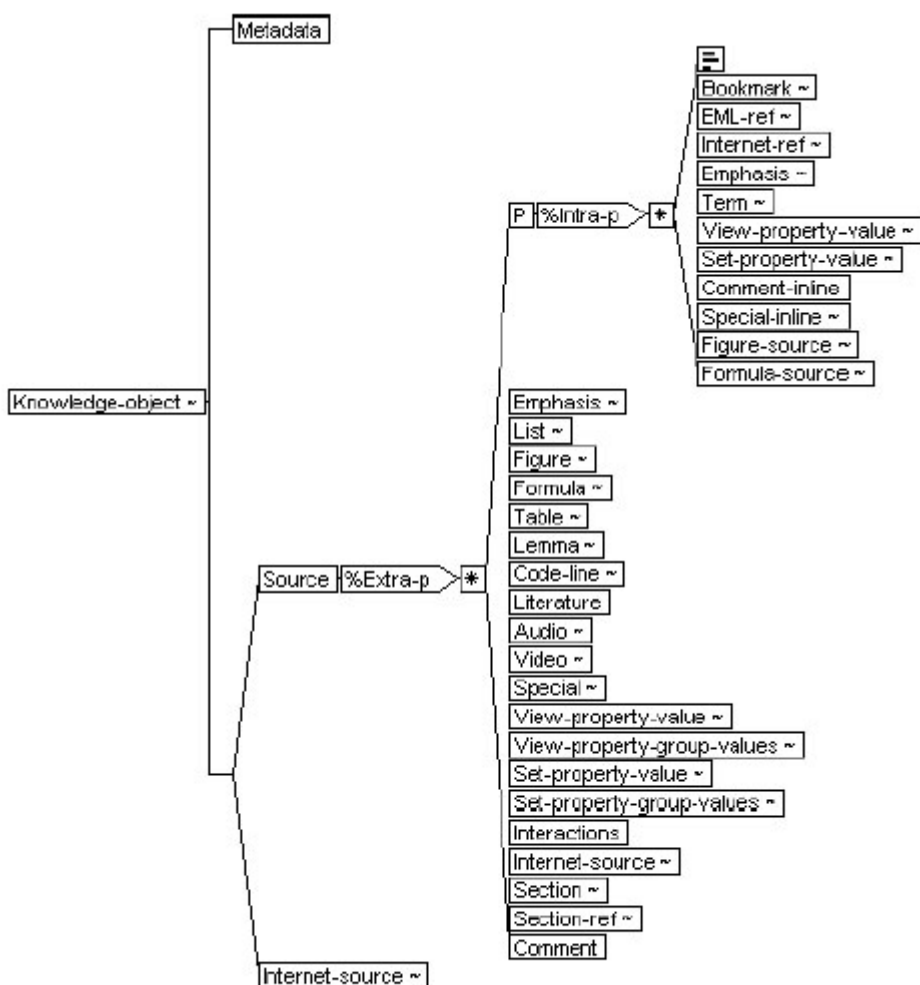 Metadata
Bookmark ~
EML-ref ~
Internet-ref ~
Emphasis ~
P %Intra-p *
Term ~
View-property-value ~
Set-property-value ~
Comment-inline
Special-inline ~
Figure-source ~
Formula-source ~
Knowledge-object ~
Emphasis ~
List ~
Figure ~
Formula ~
Table ~
Lemma ~
Source %Extra-p *
Code-line ~
Literature
Audio ~
Video ~
Special ~
View-property-value ~
View-property-group-values ~
Set-property-value ~
Set-property-group-values ~
Interactions
Internet-source ~
Section ~
Section-ref ~
Comment
Internet-source ~